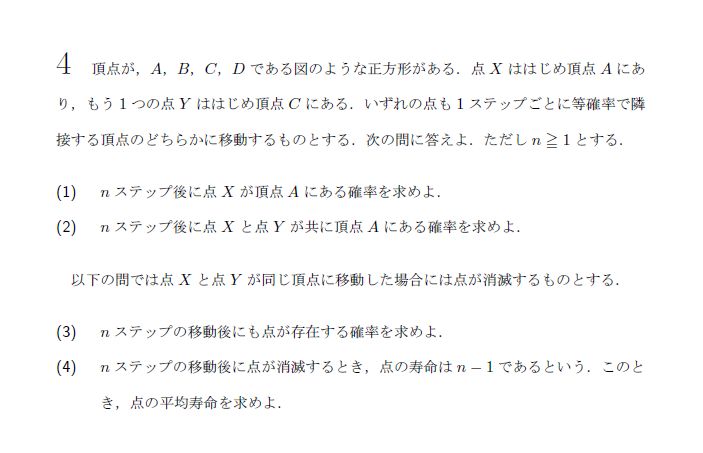 4 頂点が，A，B，C，D である図のような正方形がある．点 X ははじめ頂点 A にあ
り，もう 1 つの点 Y ははじめ頂点 C にある．いずれの点も 1 ステップごとに等確率で隣
接する頂点のどちらかに移動するものとする．次の問に答えよ．ただし n ≧ 1 とする．
(1) n ステップ後に点 X が頂点 A にある確率を求めよ．
(2) n ステップ後に点 X と点 Y が共に頂点 A にある確率を求めよ．
以下の問では点 X と点 Y が同じ頂点に移動した場合には点が消滅するものとする．
(3) n ステップの移動後にも点が存在する確率を求めよ．
(4) n ステップの移動後に点が消滅するとき，点の寿命は n − 1 であるという．このと
き，点の平均寿命を求めよ．